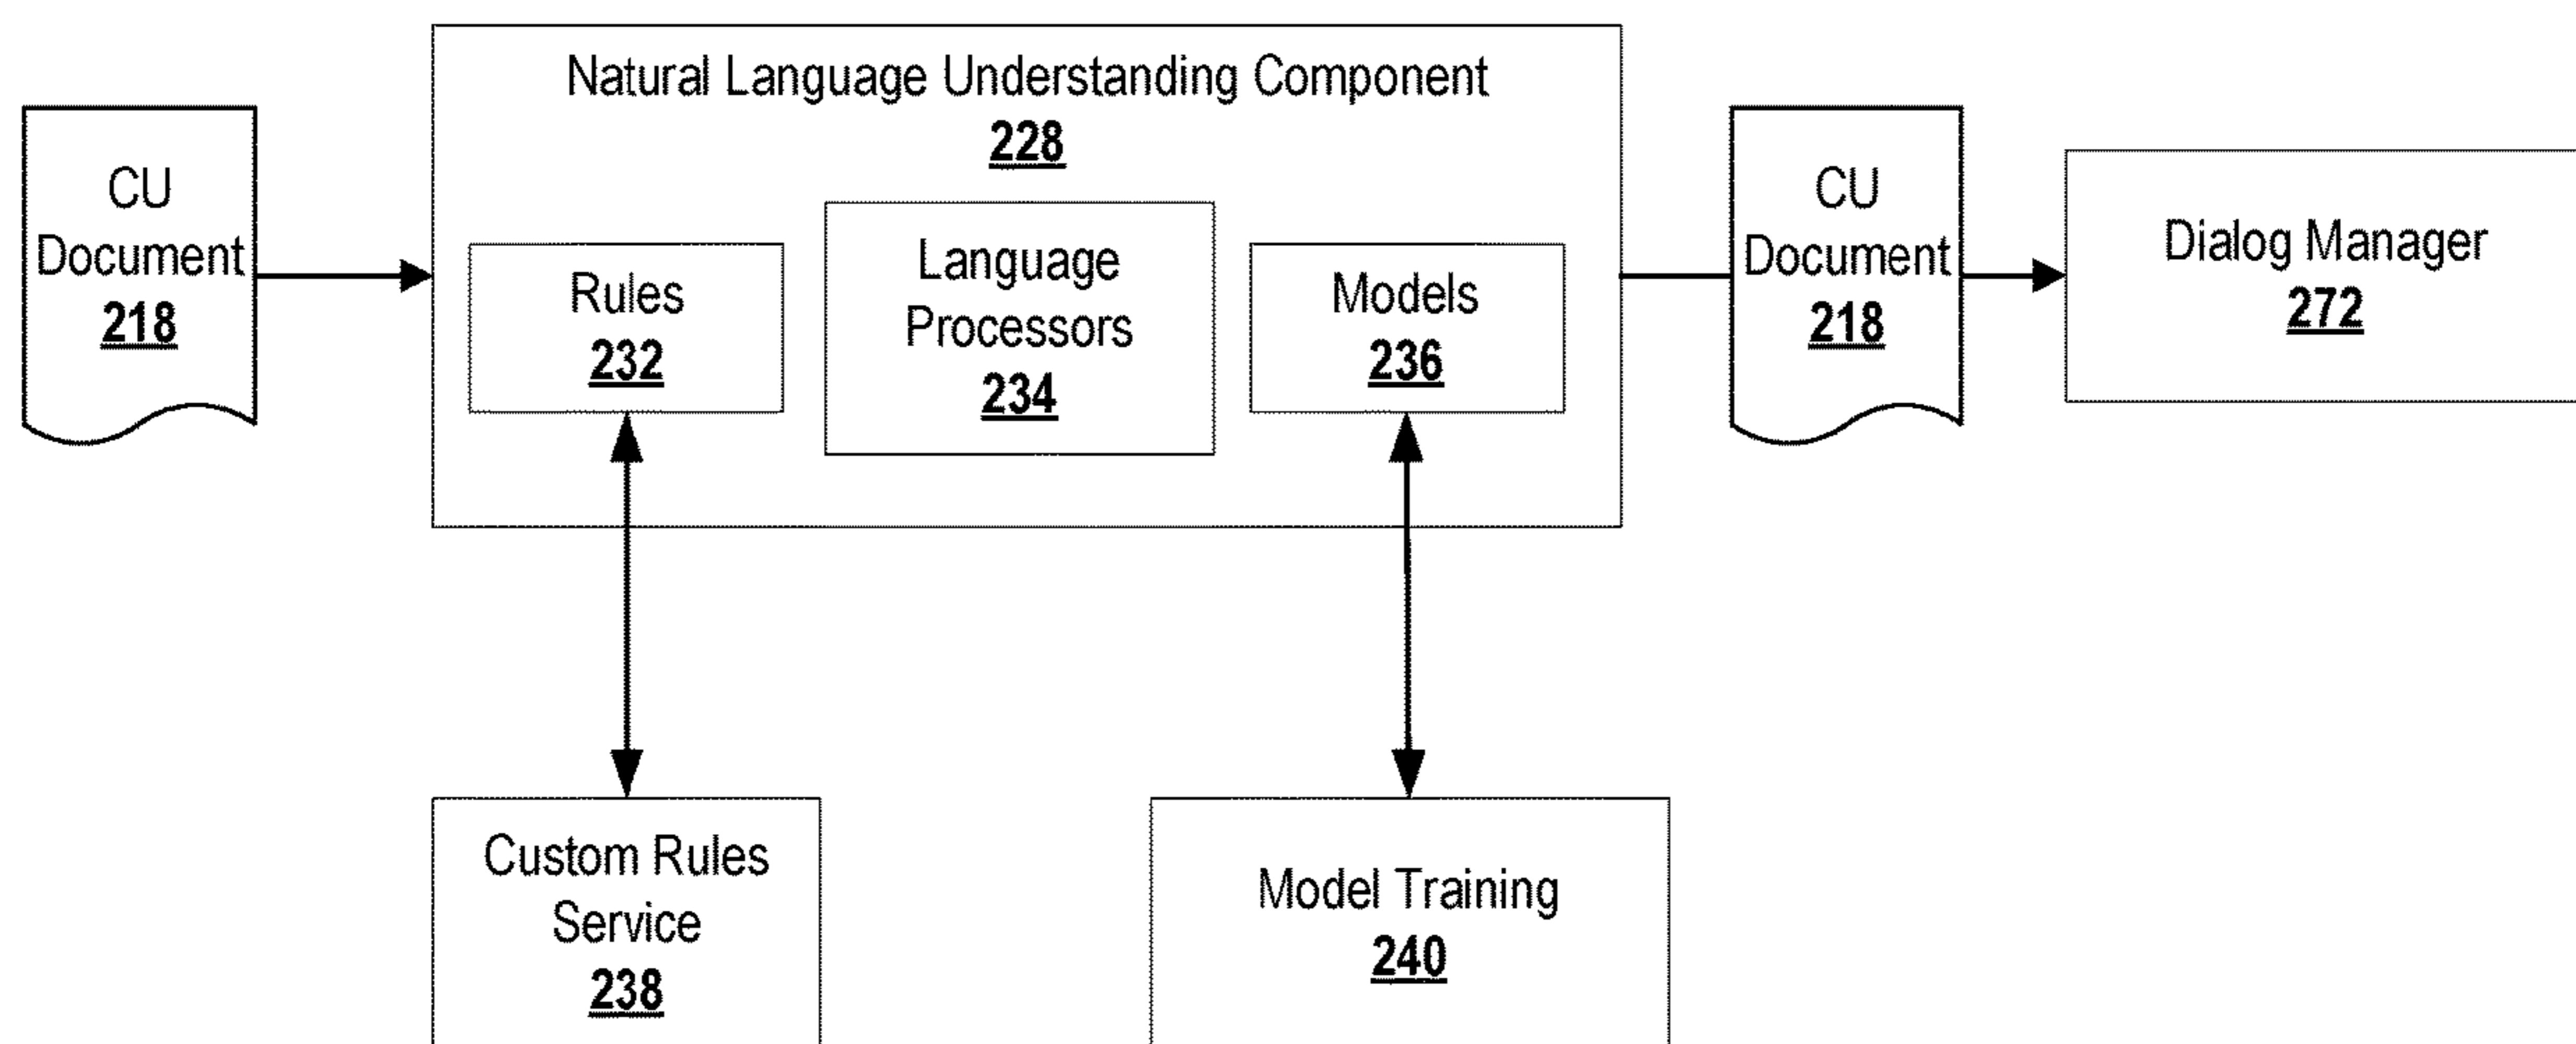 Natural Language Understanding Component
228
CU
Document
218
Rules
232
Language
Processors
234
Models
236
CU
Document
218
Dialog Manager
272
Custom Rules
Service
238
Model Training
240